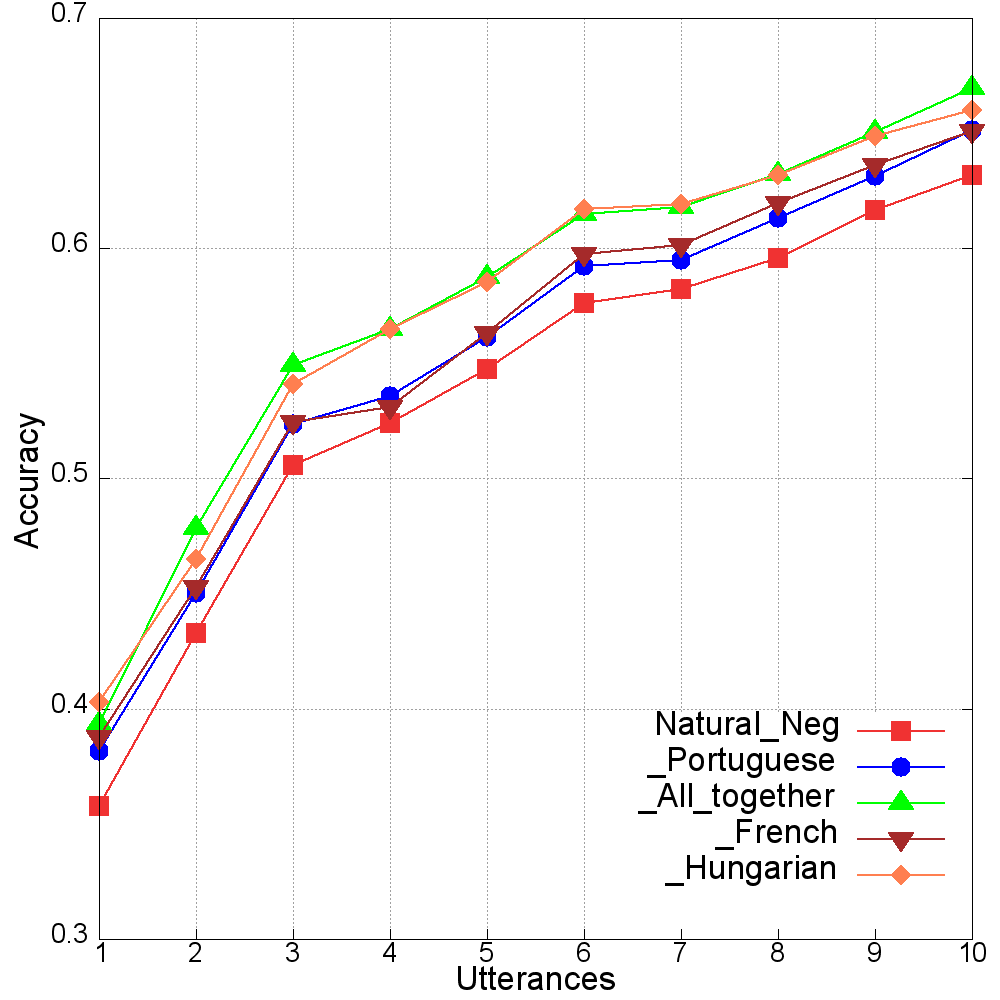 0.7
0.6
0.5
0.4
0.3
Accuracy
1 2 3 4 5 6 7 8 9 10
Utterances
Natural_Neg
_Portuguese
_All_together
_French
_Hungarian